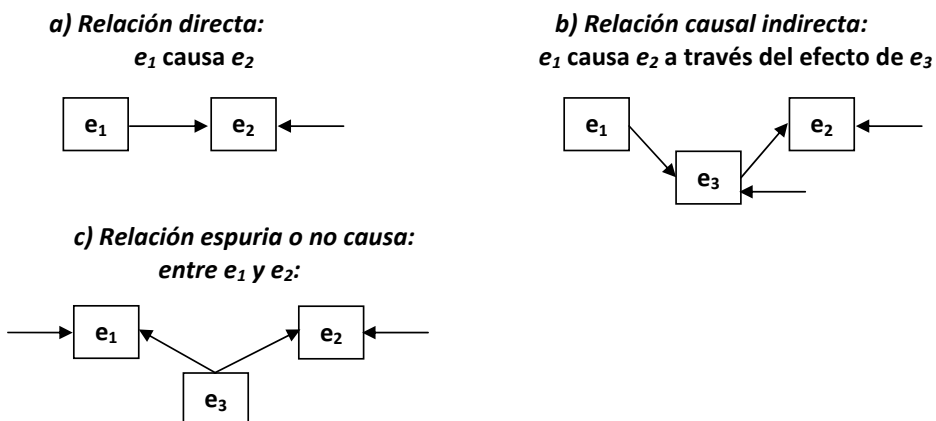 a) Relación directa:
e₁ causa e₂
e₁
e₂
b) Relación causal indirecta:
e₁ causa e₂ a través del efecto de e₃
e₁
e₂
e₃
c) Relación espuria o no causa:
entre e₁ y e₂:
e₁
e₂
e₃